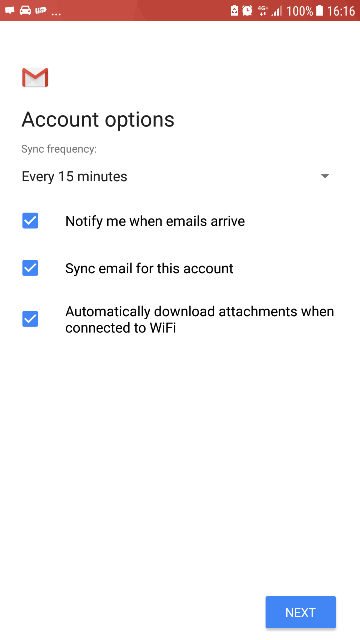 4G+ 100% 16:16
Account options
Sync frequency:
Every 15 minutes
Notify me when emails arrive
Sync email for this account
Automatically download attachments when
connected to WiFi
NEXT